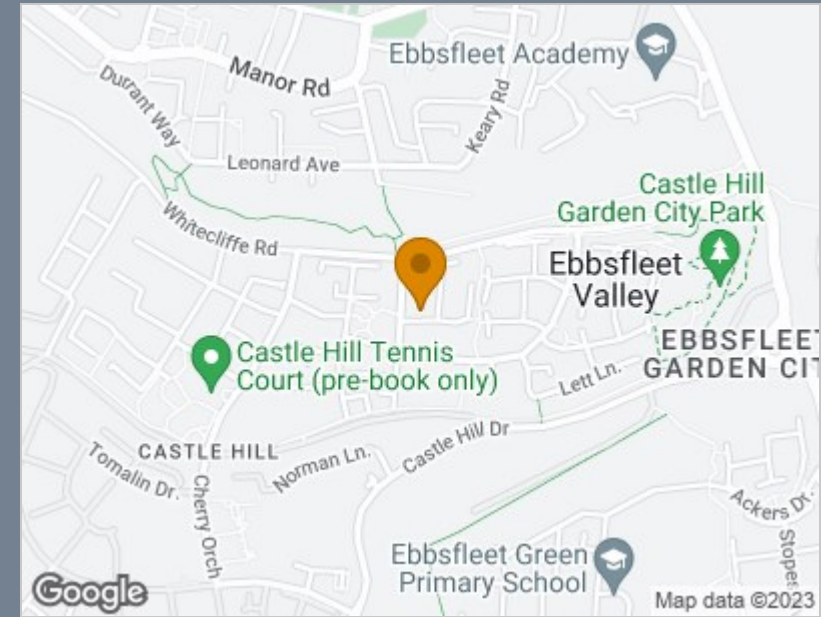 Ebbsfleet Academy
Manor Rd
Durrant Way
Keary Rd
Leonard Ave
Castle Hill
Garden City Park
Whitecliffe Rd
Ebbsfleet
Valley
EBBSFLEET
GARDEN CIT
Castle Hill Tennis
Court (pre-book only)
Lett Ln.
CASTLE HILL
Castle Hill Dr
Norman Ln.
Tomalin Dr.
Cherry Orch
Ackers Dr.
Stopes
Ebbsfleet Green
Primary School
Google
Map data ©2023